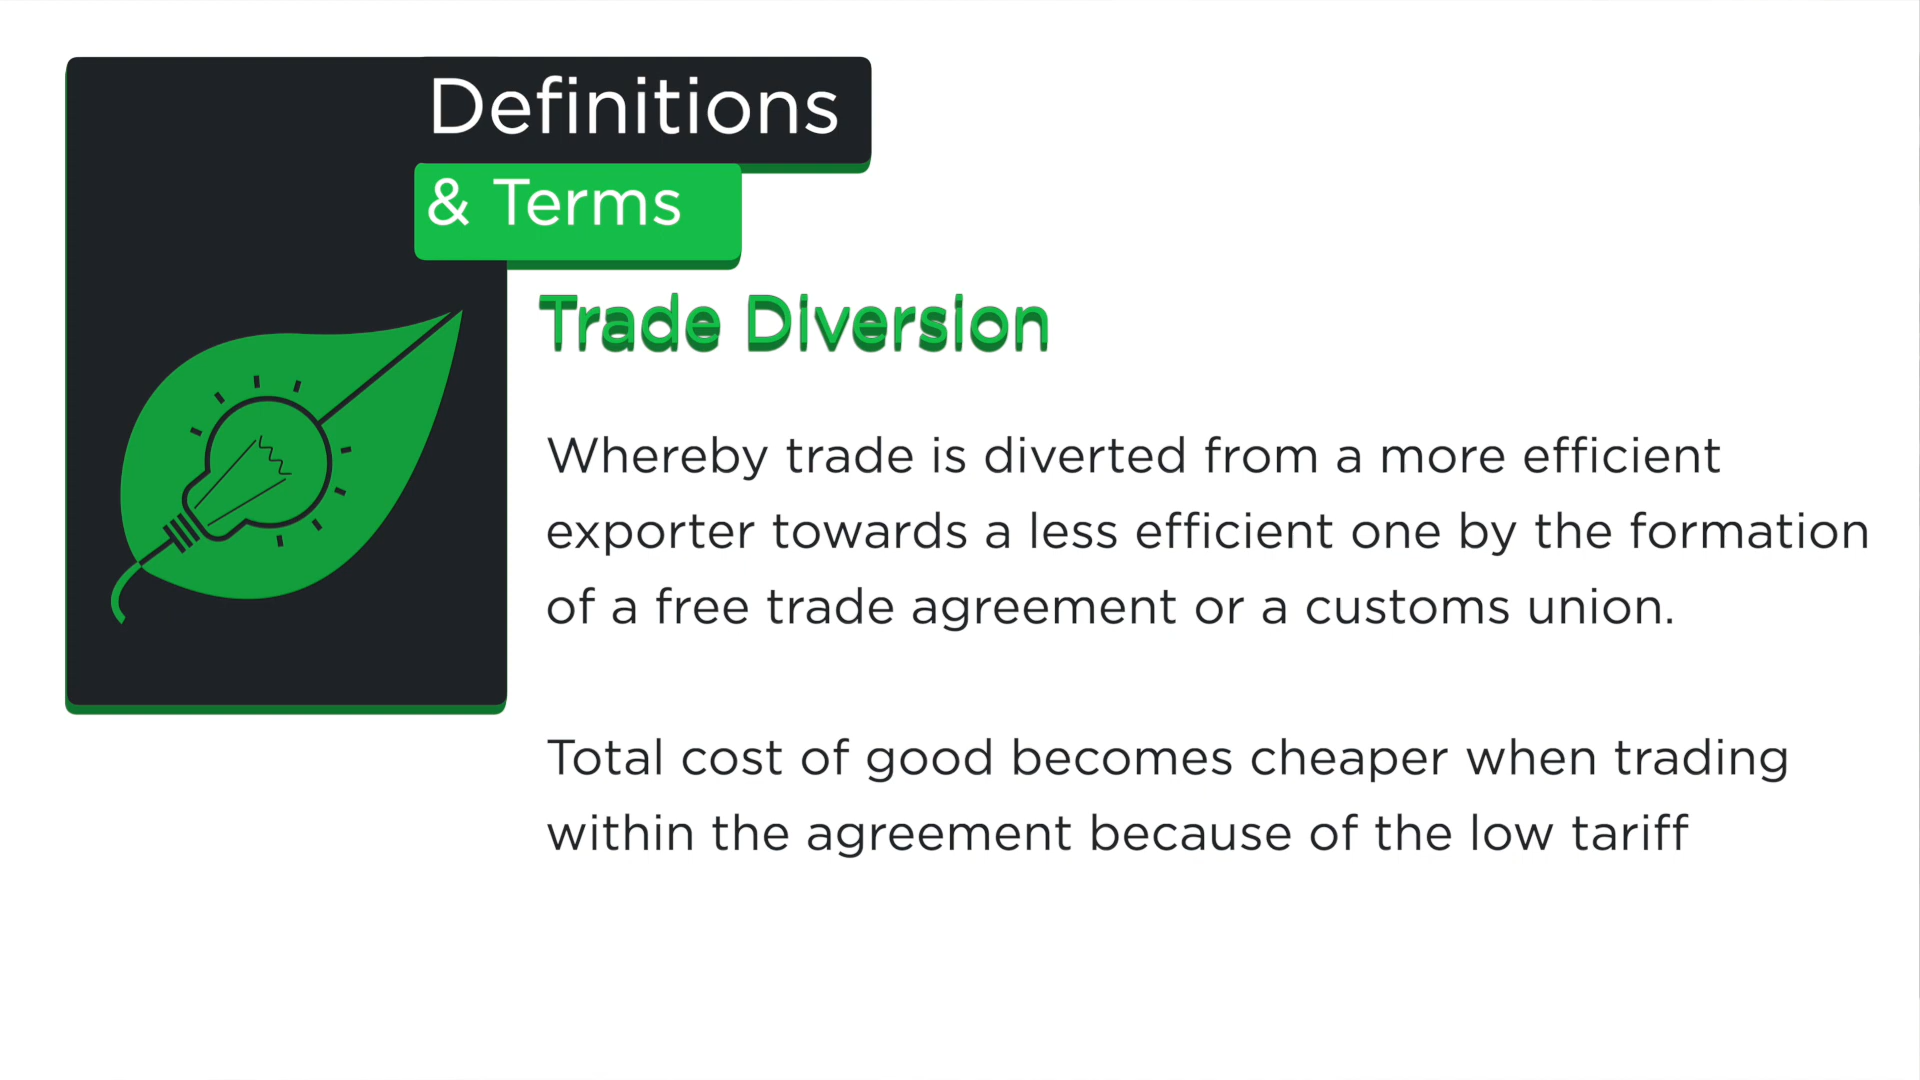 Definitions
& Terms
Trade Diversion
Whereby trade is diverted from a more efficient
exporter towards a less efficient one by the formation
of a free trade agreement or a customs union.
Total cost of good becomes cheaper when trading
within the agreement because of the low tariff